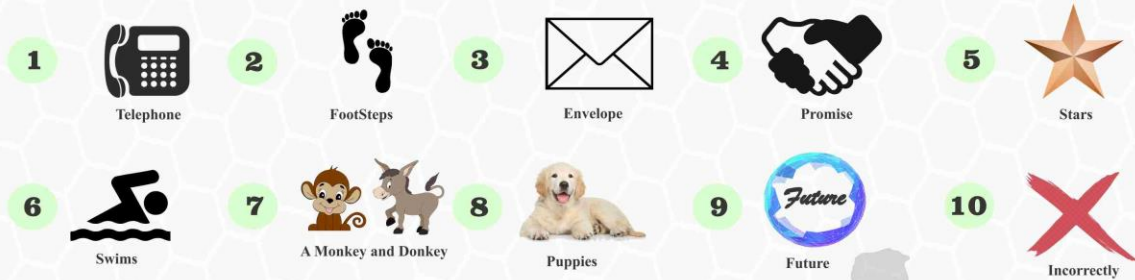 1
Telephone
2
FootSteps
3
Envelope
4
Promise
5
Stars
6
Swims
7
A Monkey and Donkey
8
Puppies
9
Future
Future
10
Incorrectly